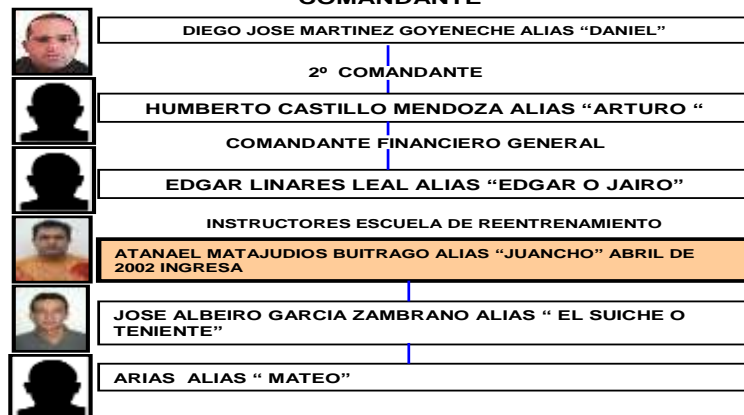 COMANDANTE
DIEGO JOSE MARTINEZ GOYENECHE ALIAS “DANIEL”
2º COMANDANTE
HUMBERTO CASTILLO MENDOZA ALIAS “ARTURO “
COMANDANTE FINANCIERO GENERAL
EDGAR LINARES LEAL ALIAS “EDGAR O JAIRO”
INSTRUCTORES ESCUELA DE REENTRENAMIENTO
ATANAEL MATAJUDIOS BUITRAGO ALIAS “JUANCHO” ABRIL DE
2002 INGRESA
JOSE ALBEIRO GARCIA ZAMBRANO ALIAS “ EL SUICHE O
TENIENTE”
ARIAS ALIAS “ MATEO”